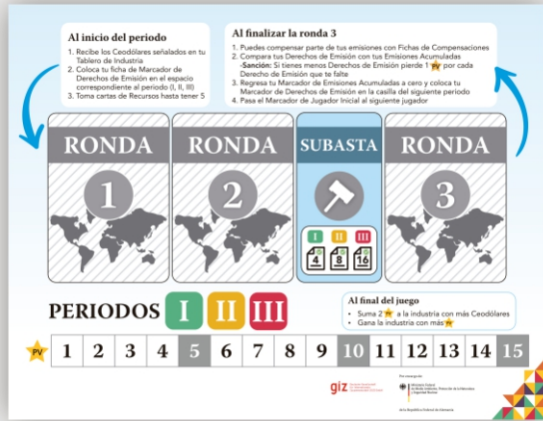 Al inicio del periodo
1. Recibe los Ceodólares señalados en tu
Tablero de Industria
2. Coloca tu ficha de Marcador de
Derechos de Emisión en el espacio
correspondiente al periodo (I, II, III)
3. Toma cartas de Recursos hasta tener 5
Al finalizar la ronda 3
1. Puedes compensar parte de tus emisiones con Fichas de Compensaciones
2. Compara tus Derechos de Emisión con tus Emisiones Acumuladas
-Sanción: Si tienes menos Derechos de Emisión pierde 1 PV por cada
Derecho de Emisión que te falte
3. Regresa tu Marcador de Emisiones Acumuladas a cero y coloca tu
Marcador de Derechos de Emisión en la casilla del siguiente periodo
4. Pasa el Marcador de Jugador Inicial al siguiente jugador
RONDA
1
RONDA
2
SUBASTA
I II III
4 8 16
RONDA
3
PERIODOS I II III
Al final del juego
• Suma 2 PV a la industria con más Ceodólares
• Gana la industria con más PV
PV 1 2 3 4 5 6 7 8 9 10 11 12 13 14 15
giz